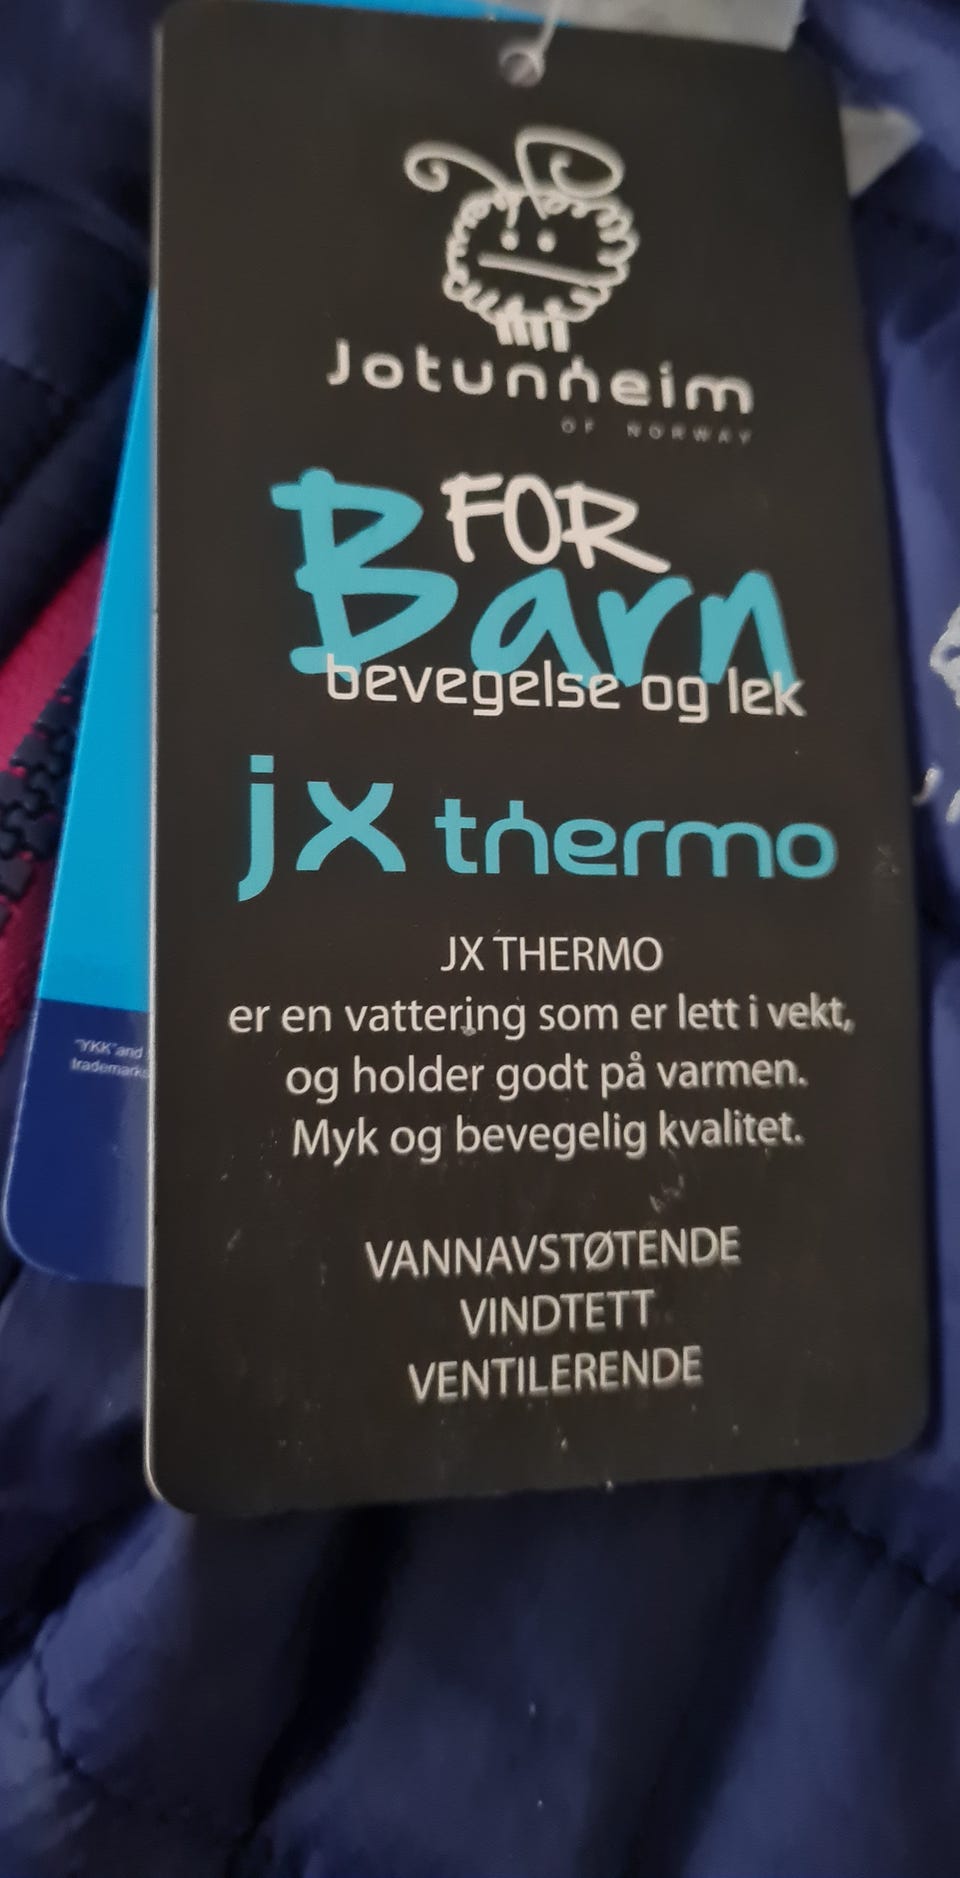 Jotunheim
OF NORWAY
FOR
Barn
bevegelse og lek
jx thermo
JX THERMO
er en vattering som er lett i vekt,
og holder godt på varmen.
Myk og bevegelig kvalitet.
VANNAVSTØTENDE
VINDTETT
VENTILERENDE
"YKK" and
trademarks